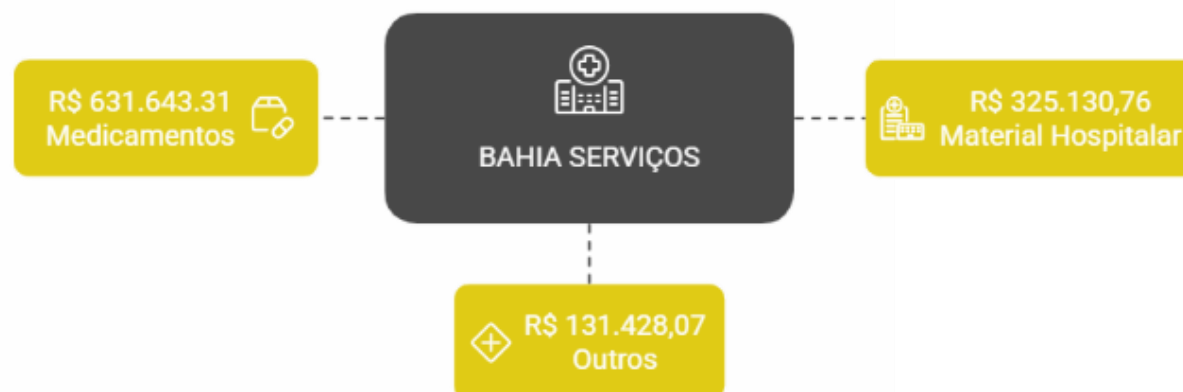 R$ 631.643.31
Medicamentos
BAHIA SERVIÇOS
R$ 325.130,76
Material Hospitalar
R$ 131.428,07
Outros